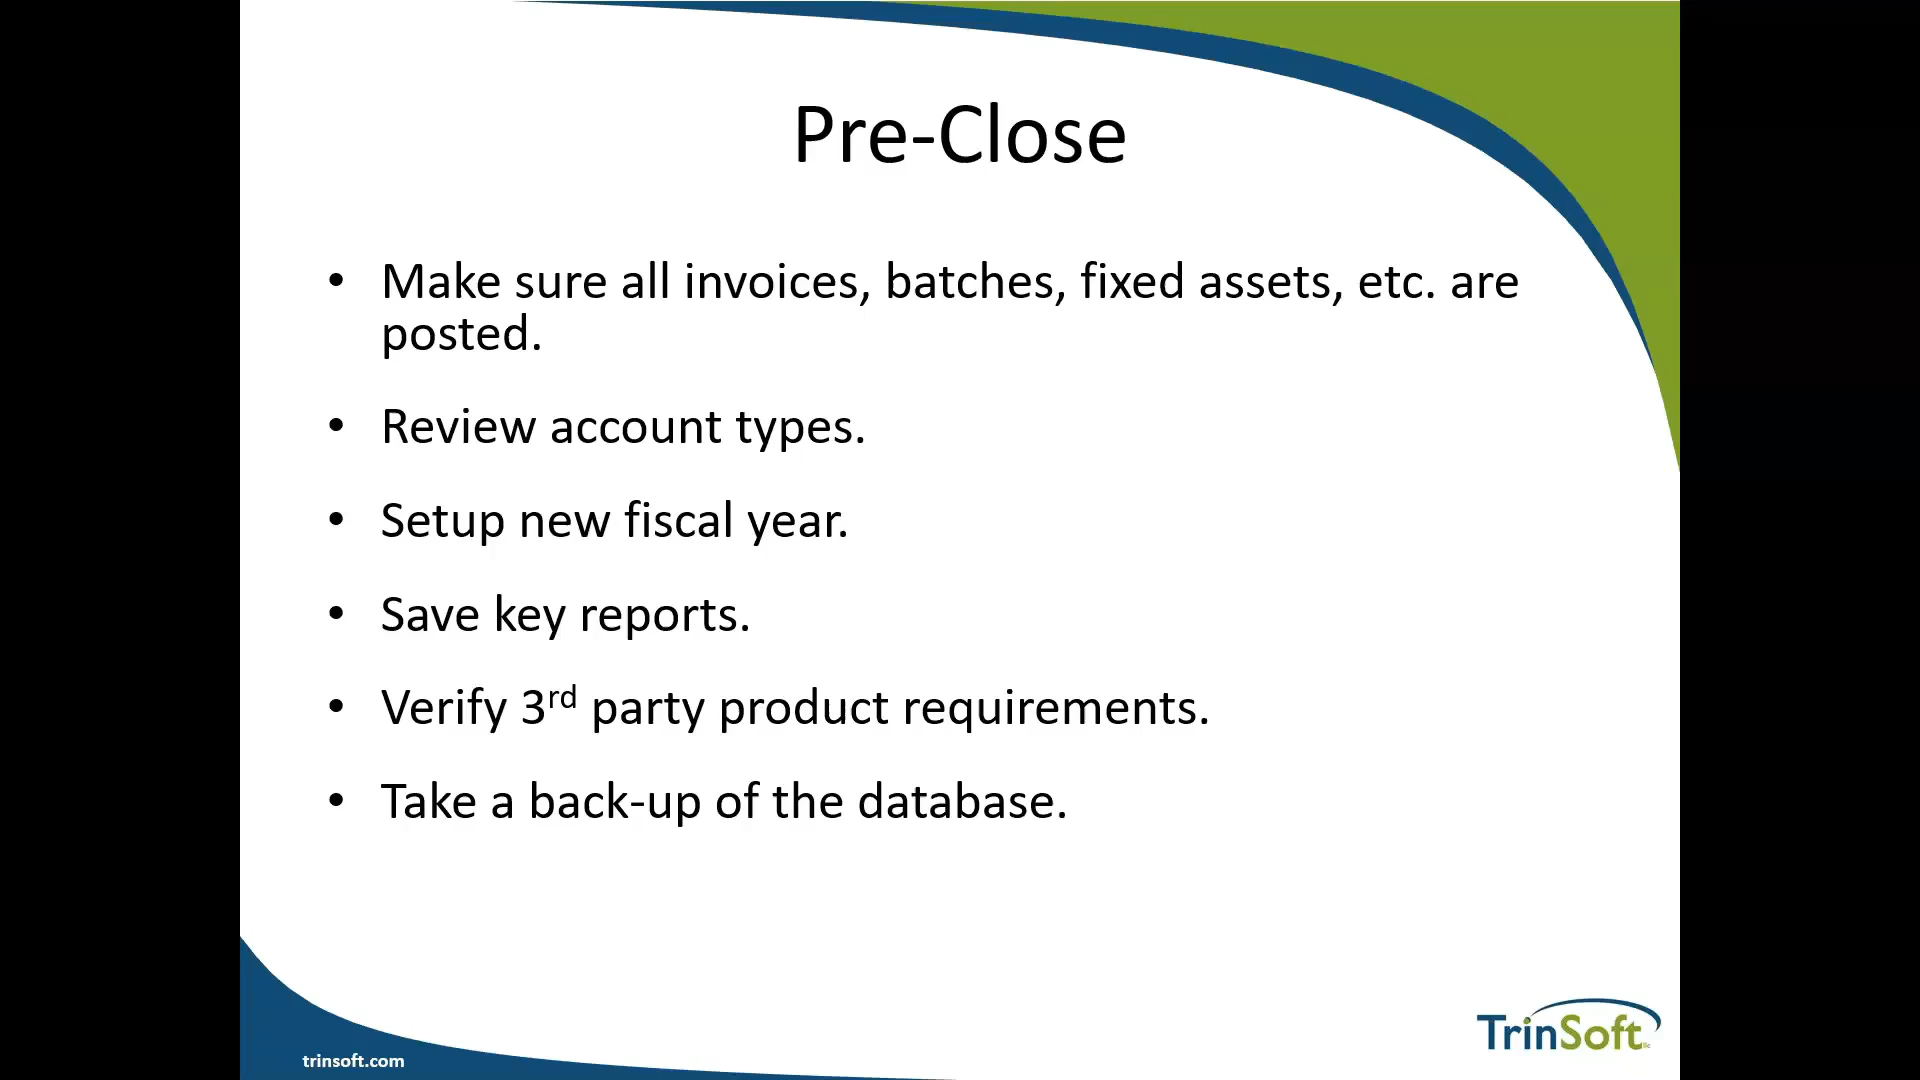 Pre-Close
• Make sure all invoices, batches, fixed assets, etc. are
posted.
• Review account types.
• Setup new fiscal year.
• Save key reports.
• Verify 3rd party product requirements.
• Take a back-up of the database.
trinsoft.com
TrinSoft llc